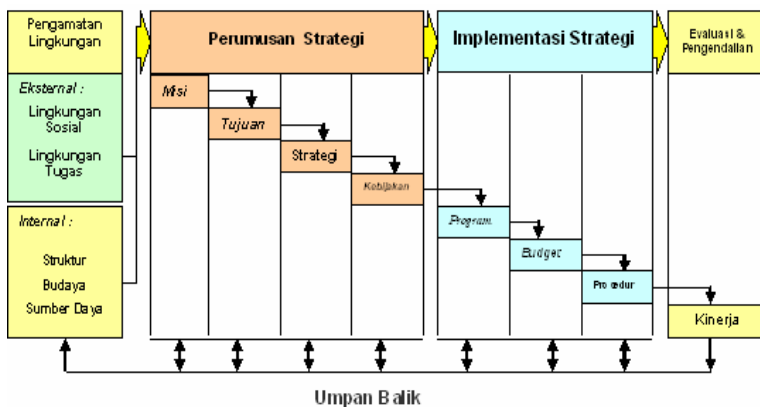 Pengamatan
Lingkungan
Perumusan Strategi
Implementasi Strategi
Evaluasi &
Pengendalian
Eksternal :
Lingkungan
Sosial
Lingkungan
Tugas
Internal :
Struktur
Budaya
Sumber Daya
Misi
Tujuan
Strategi
Kebijakan
Program
Budget
Prosedur
Kinerja
Umpan Balik